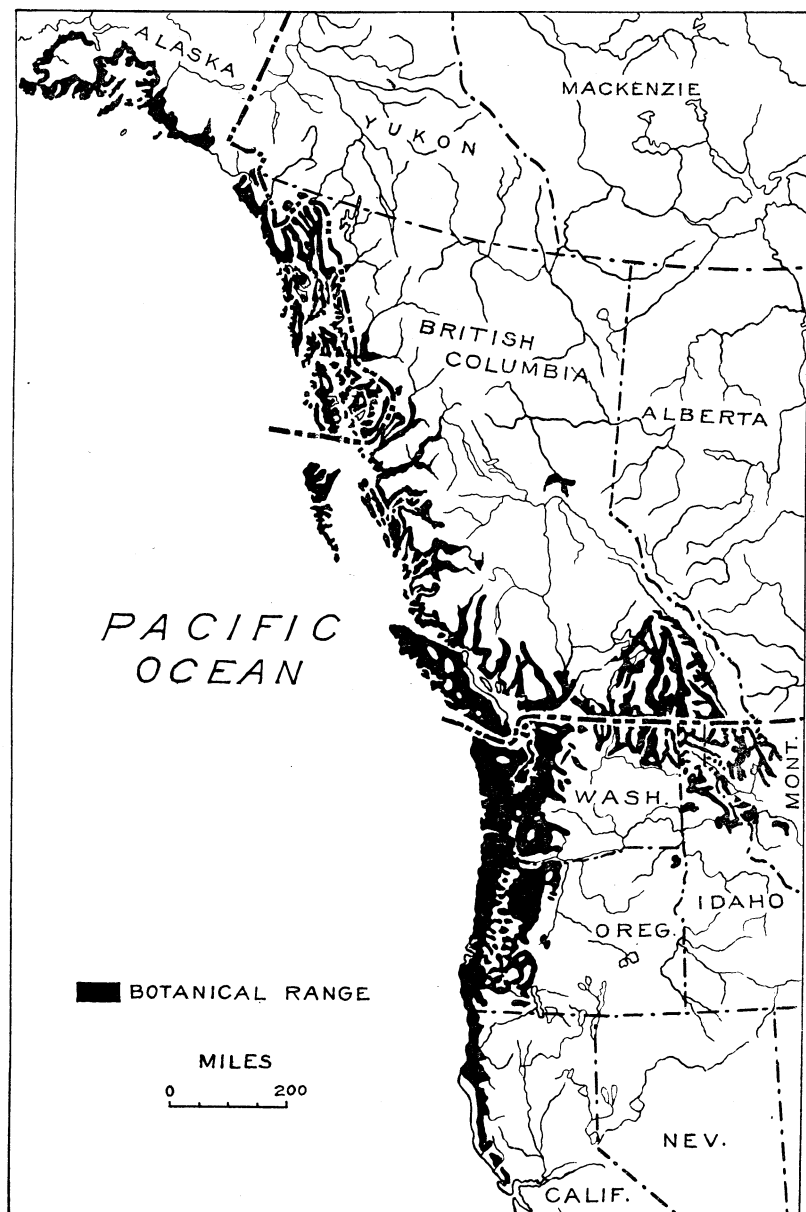 ALASKA
MACKENZIE
YUKON
BRITISH
COLUMBIA
ALBERTA
PACIFIC
OCEAN
MONT.
WASH.
IDAHO
OREG.
BOTANICAL RANGE
MILES
0 200
NEV.
CALIF.